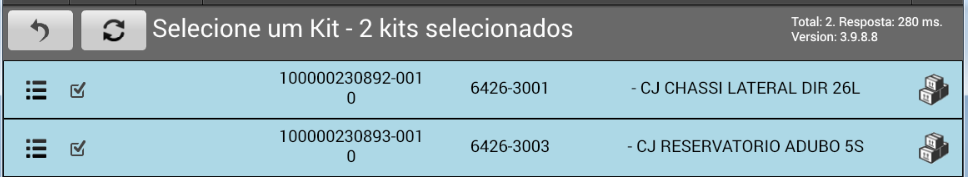 Selecione um Kit - 2 kits selecionados
Total: 2. Resposta: 280 ms.
Version: 3.9.8.8
100000230892-001
0
6426-3001
- CJ CHASSI LATERAL DIR 26L
100000230893-001
0
6426-3003
- CJ RESERVATORIO ADUBO 5S